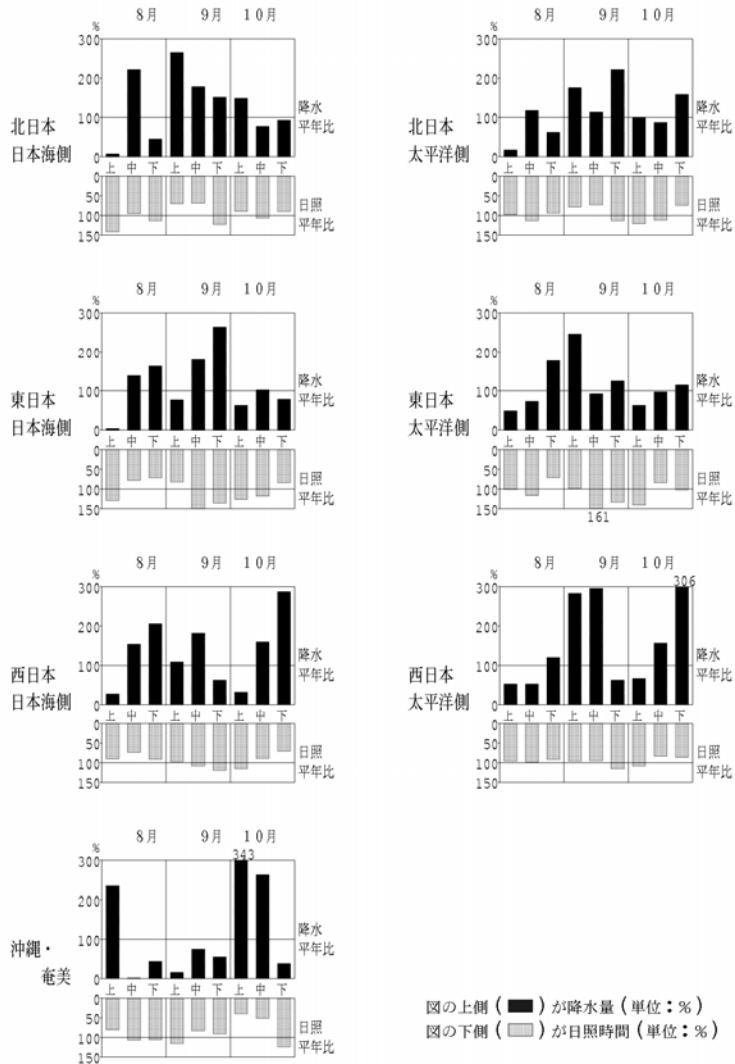 8月 9月 10月
%
300
200
100
0
北日本
日本海側
降水
平年比
上 中 下 上 中 下 上 中 下
0
50
100
150
日照
平年比
8月 9月 10月
%
300
200
100
0
北日本
太平洋側
降水
平年比
上 中 下 上 中 下 上 中 下
0
50
100
150
日照
平年比
8月 9月 10月
%
300
200
100
0
東日本
日本海側
降水
平年比
上 中 下 上 中 下 上 中 下
0
50
100
150
日照
平年比
8月 9月 10月
%
300
200
100
0
東日本
太平洋側
降水
平年比
上 中 下 上 中 下 上 中 下
0
50
100
150
日照
平年比
161
8月 9月 10月
%
300
200
100
0
西日本
日本海側
降水
平年比
上 中 下 上 中 下 上 中 下
0
50
100
150
日照
平年比
8月 9月 10月
%
306
300
200
100
0
西日本
太平洋側
降水
平年比
上 中 下 上 中 下 上 中 下
0
50
100
150
日照
平年比
8月 9月 10月
%
343
300
200
100
0
沖縄・
奄美
降水
平年比
上 中 下 上 中 下 上 中 下
0
50
100
150
日照
平年比
図の上側（ ）が降水量（単位：%）
図の下側（ ）が日照時間（単位：%）